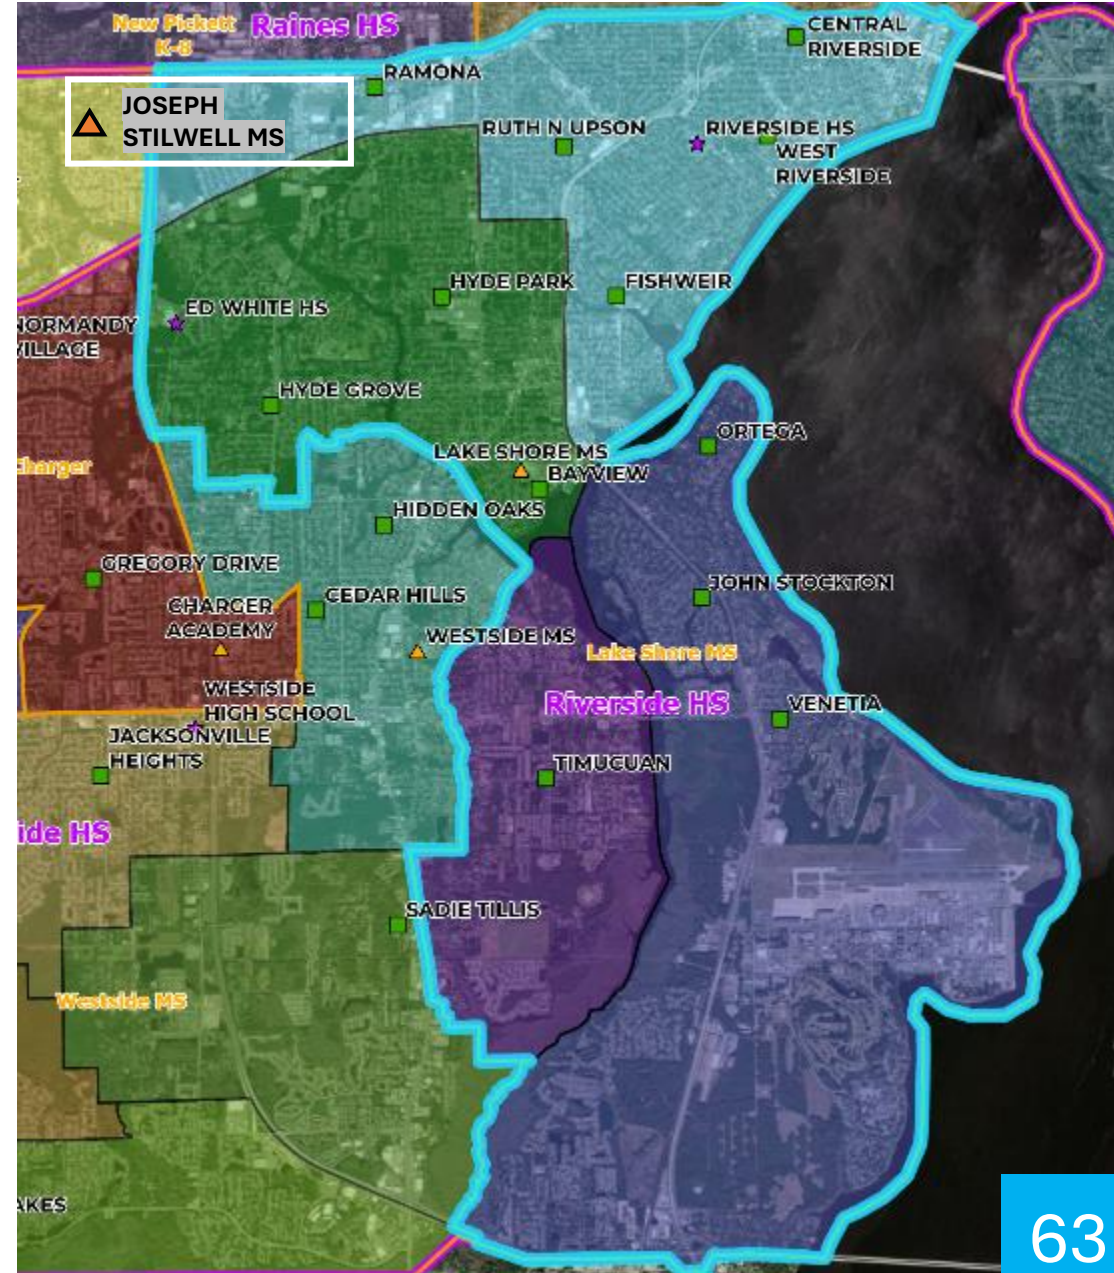 New Pickett
K-8
Raines HS
CENTRAL
RIVERSIDE
RAMONA
JOSEPH
STILWELL MS
RUTH N UPSON
RIVERSIDE HS
WEST
RIVERSIDE
HYDE PARK
FISHWEIR
ED WHITE HS
NORMANDY
VILLAGE
HYDE GROVE
ORTEGA
LAKE SHORE MS
BAYVIEW
Charger
HIDDEN OAKS
GREGORY DRIVE
JOHN STOCKTON
CEDAR HILLS
CHARGER
ACADEMY
WESTSIDE MS
Lake Shore MS
WESTSIDE
HIGH SCHOOL
Riverside HS
VENETIA
JACKSONVILLE
HEIGHTS
TIMUCUAN
ide HS
SADIE TILLIS
Westside MS
AKES
63